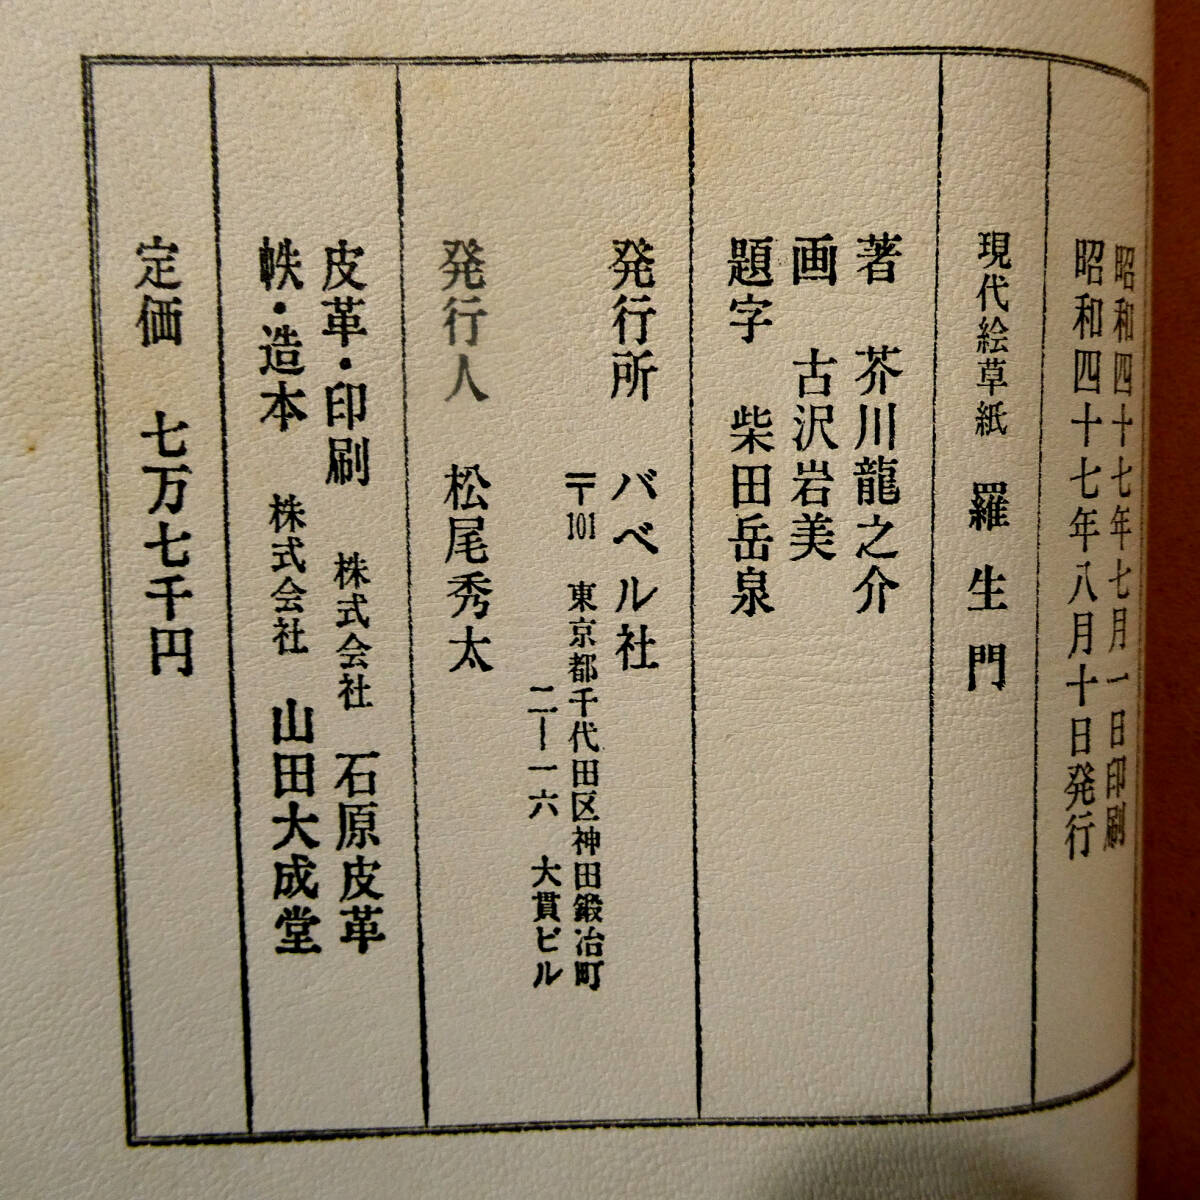 昭和四十七年七月一日印刷
昭和四十七年八月十日発行
現代絵草紙 羅生門
著 芥川龍之介
画 古沢岩美
題字 柴田岳泉
発行所 バベル社
〒101 東京都千代田区神田鍛冶町
二ー一六 大貫ビル
発行人 松尾秀太
皮革・印刷 株式会社 石原皮革
帙・造本 株式会社 山田大成堂
定価 七万七千円